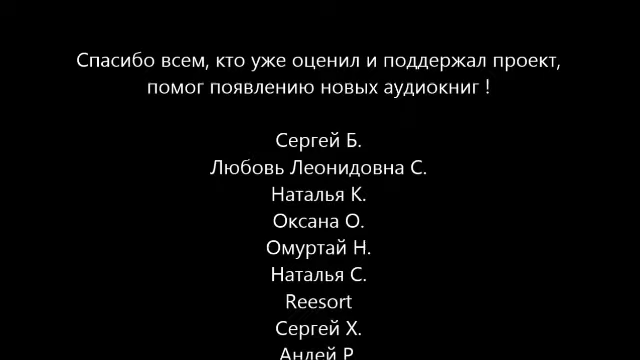 Спасибо всем, кто уже оценил и поддержал проект,
помог появлению новых аудиокниг !
Сергей Б.
Любовь Леонидовна С.
Наталья К.
Оксана О.
Омуртай Н.
Наталья С.
Reesort
Сергей Х.
Андей Р.